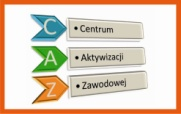 C • Centrum
A • Aktywizacji
Z • Zawodowej